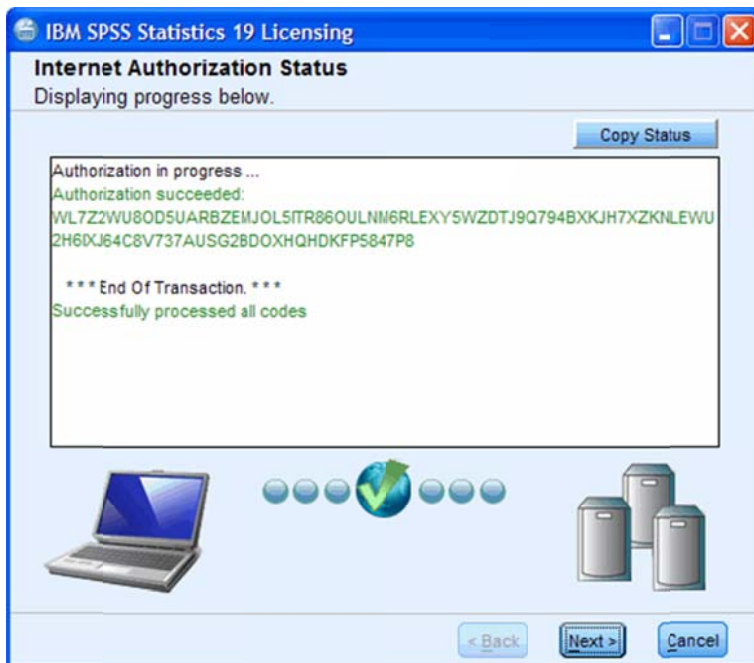 IBM SPSS Statistics 19 Licensing
Internet Authorization Status
Displaying progress below.
Copy Status
Authorization in progress ...
Authorization succeeded:
WL7Z2WU8OD5UARBZEMJOL5ITR86OULNM6RLEXY5WZDTJ9Q794BXKJH7XZKNLEWU
2H6IXJ64C8V737AUSG2BDOXHQHDKFP5847P8
* * * End Of Transaction. * * *
Successfully processed all codes
< Back
Next >
Cancel